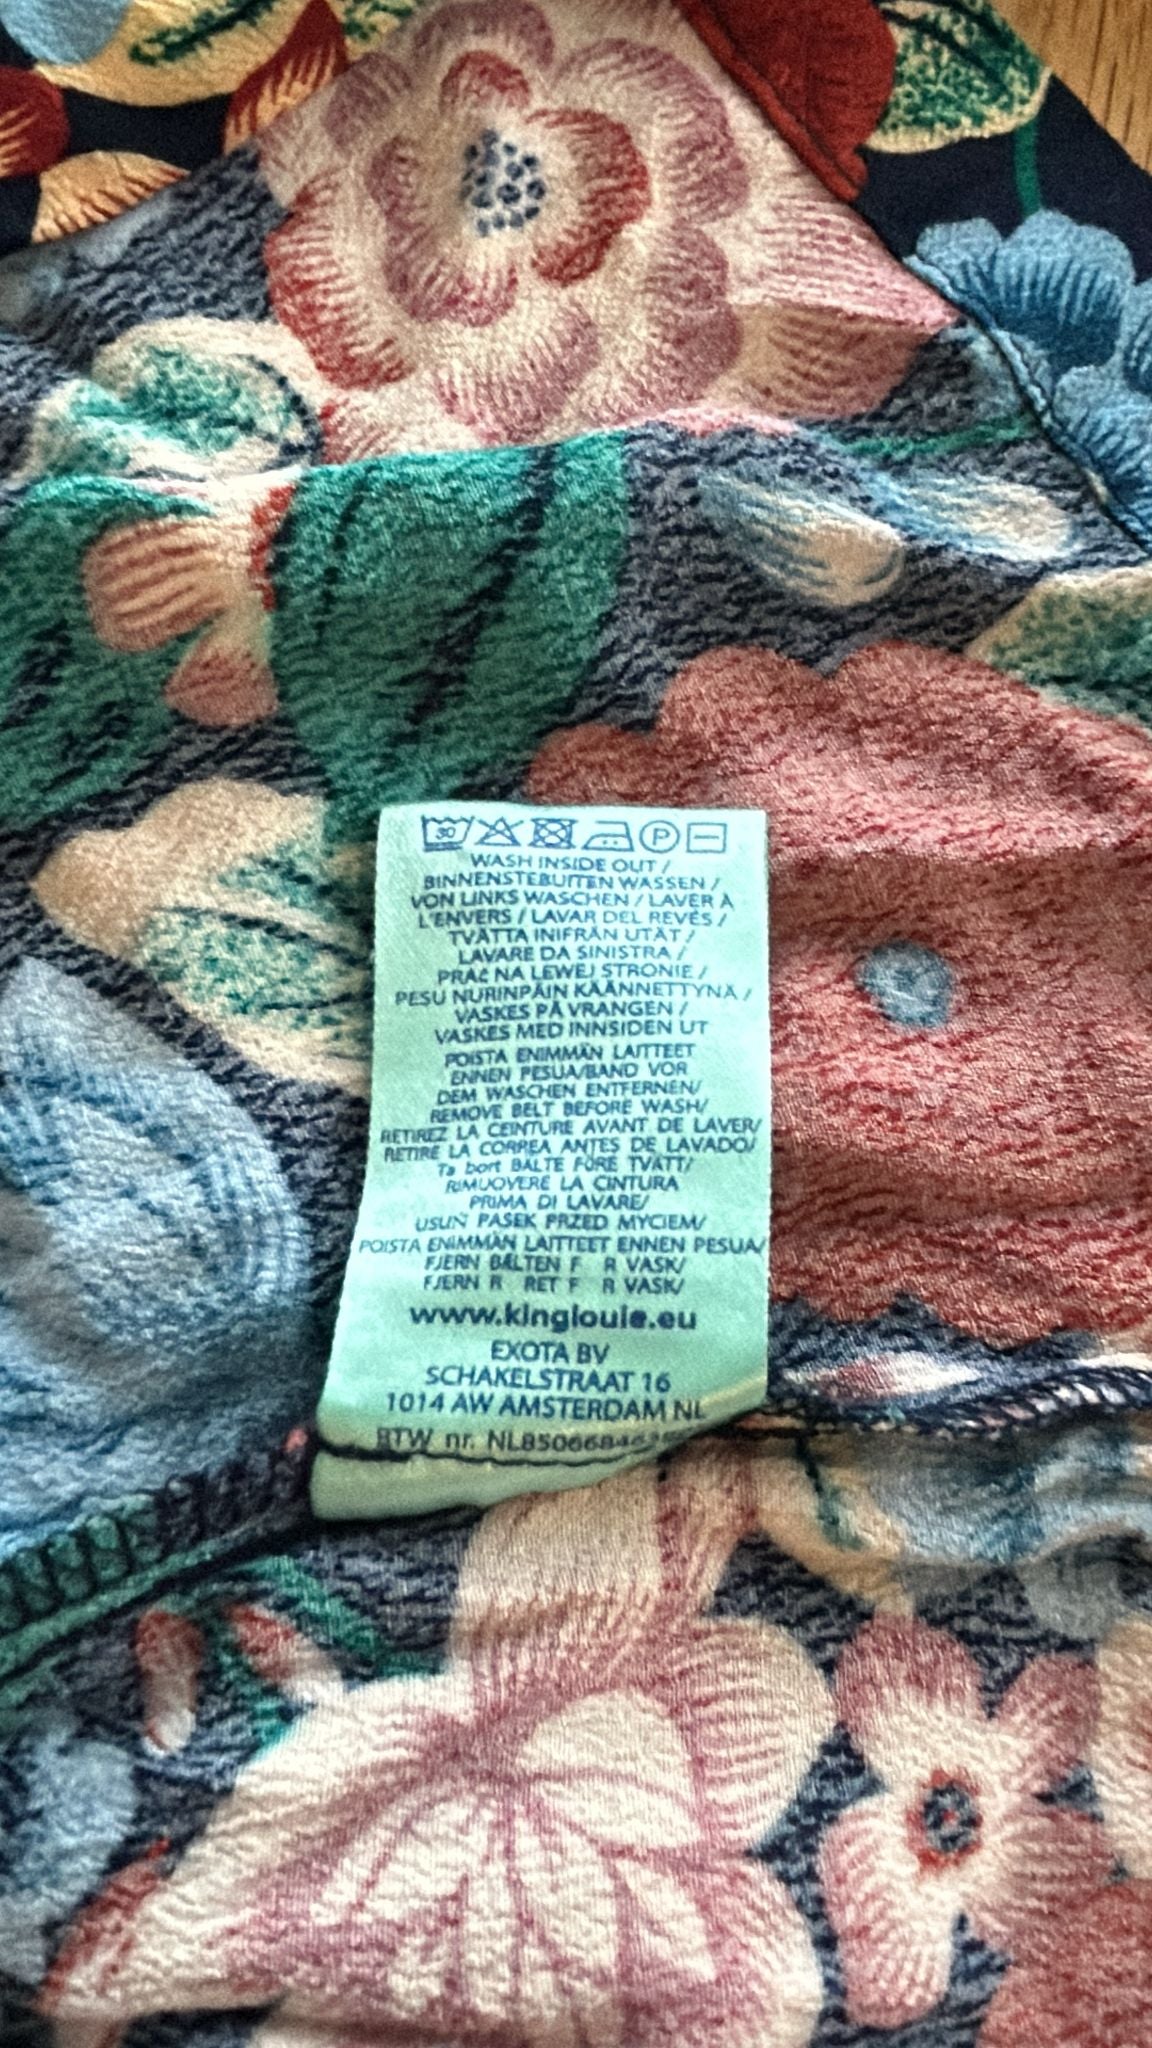 30 P
WASH INSIDE OUT /
BINNENSTEBUITEN WASSEN /
VON LINKS WASCHEN / LAVER À
L'ENVERS / LAVAR DEL REVÉS /
TVÄTTA INIFRÅN UTÅT /
LAVARE DA SINISTRA /
PRAĆ NA LEWEJ STRONIE /
PESU NURINPÄIN KÄÄNNETTYNÄ /
VASKES PÅ VRANGEN /
VASKES MED INNSIDEN UT
POISTA ENIMMÄN LAITTEET
ENNEN PESUA/BAND VOR
DEM WASCHEN ENTFERNEN/
REMOVE BELT BEFORE WASH/
RETIREZ LA CEINTURE AVANT DE LAVER/
RETIRE LA CORREA ANTES DE LAVADO/
Ta bort BÄLTE FÖRE TVÄTT/
RIMUOVERE LA CINTURA
PRIMA DI LAVARE/
USUŃ PASEK PRZED MYCIEM/
POISTA ENIMMÄN LAITTEET ENNEN PESUA/
FJERN BÄLTEN F R VASK/
FJERN R RET F R VASK/
www.kinglouie.eu
EXOTA BV
SCHAKELSTRAAT 16
1014 AW AMSTERDAM NL
BTW nr.